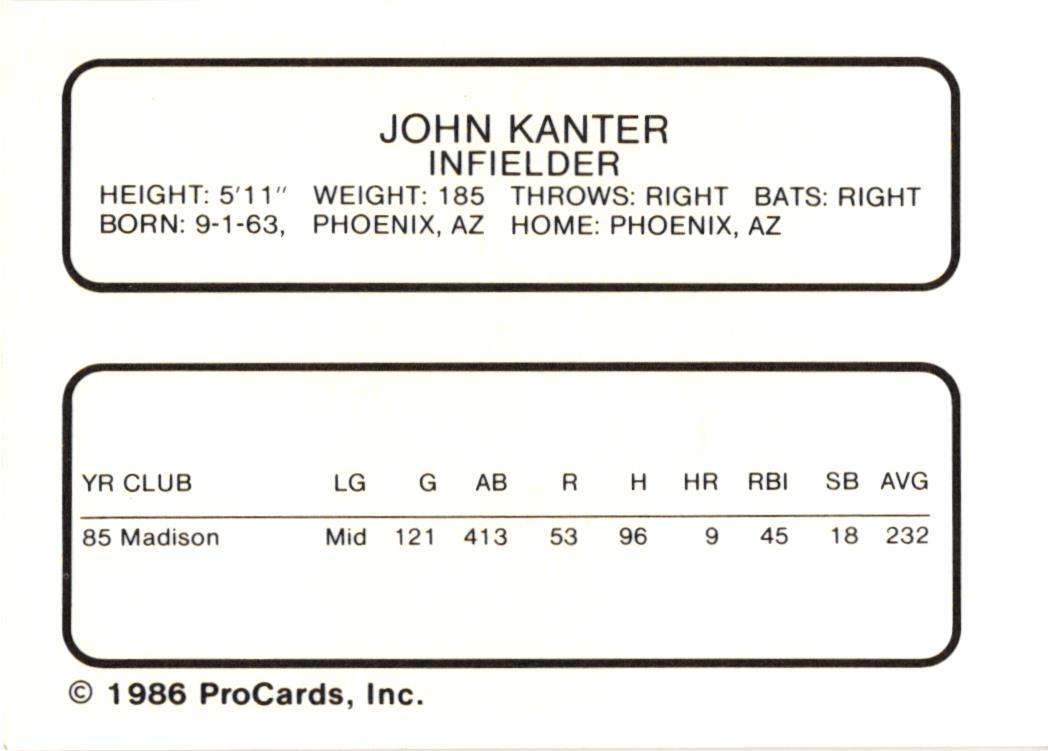 JOHN KANTER
INFIELDER
HEIGHT: 5'11" WEIGHT: 185 THROWS: RIGHT BATS: RIGHT
BORN: 9-1-63, PHOENIX, AZ HOME: PHOENIX, AZ
YR CLUB LG G AB R H HR RBI SB AVG
85 Madison Mid 121 413 53 96 9 45 18 232
© 1986 ProCards, Inc.